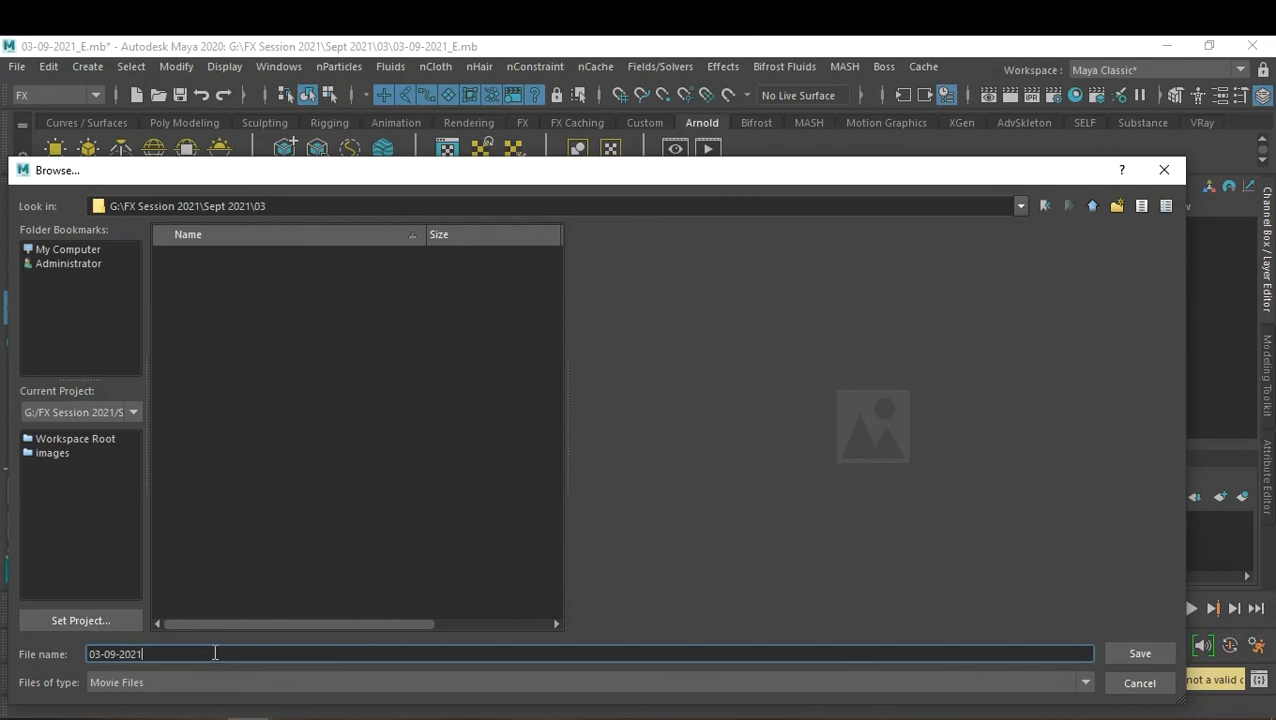 03-09-2021_E.mb* - Autodesk Maya 2020: G:\FX Session 2021\Sept 2021\03\03-09-2021_E.mb
File Edit Create Select Modify Display Windows nParticles Fluids nCloth nHair nConstraint nCache Fields/Solvers Effects Bifrost Fluids MASH Boss Cache Workspace : Maya Classic*
FX No Live Surface
Curves / Surfaces Poly Modeling Sculpting Rigging Animation Rendering FX FX Caching Custom Arnold Bifrost MASH Motion Graphics XGen AdvSkeleton SELF Substance VRay
Browse...
Look in: G:\FX Session 2021\Sept 2021\03
Folder Bookmarks:
Name Size
My Computer
Administrator
Current Project:
G:/FX Session 2021/S
Workspace Root
images
Set Project...
File name: 03-09-2021 Save
Files of type: Movie Files Cancel
not a valid
Channel Box / Layer Editor
Modeling Toolkit
Attribute Editor